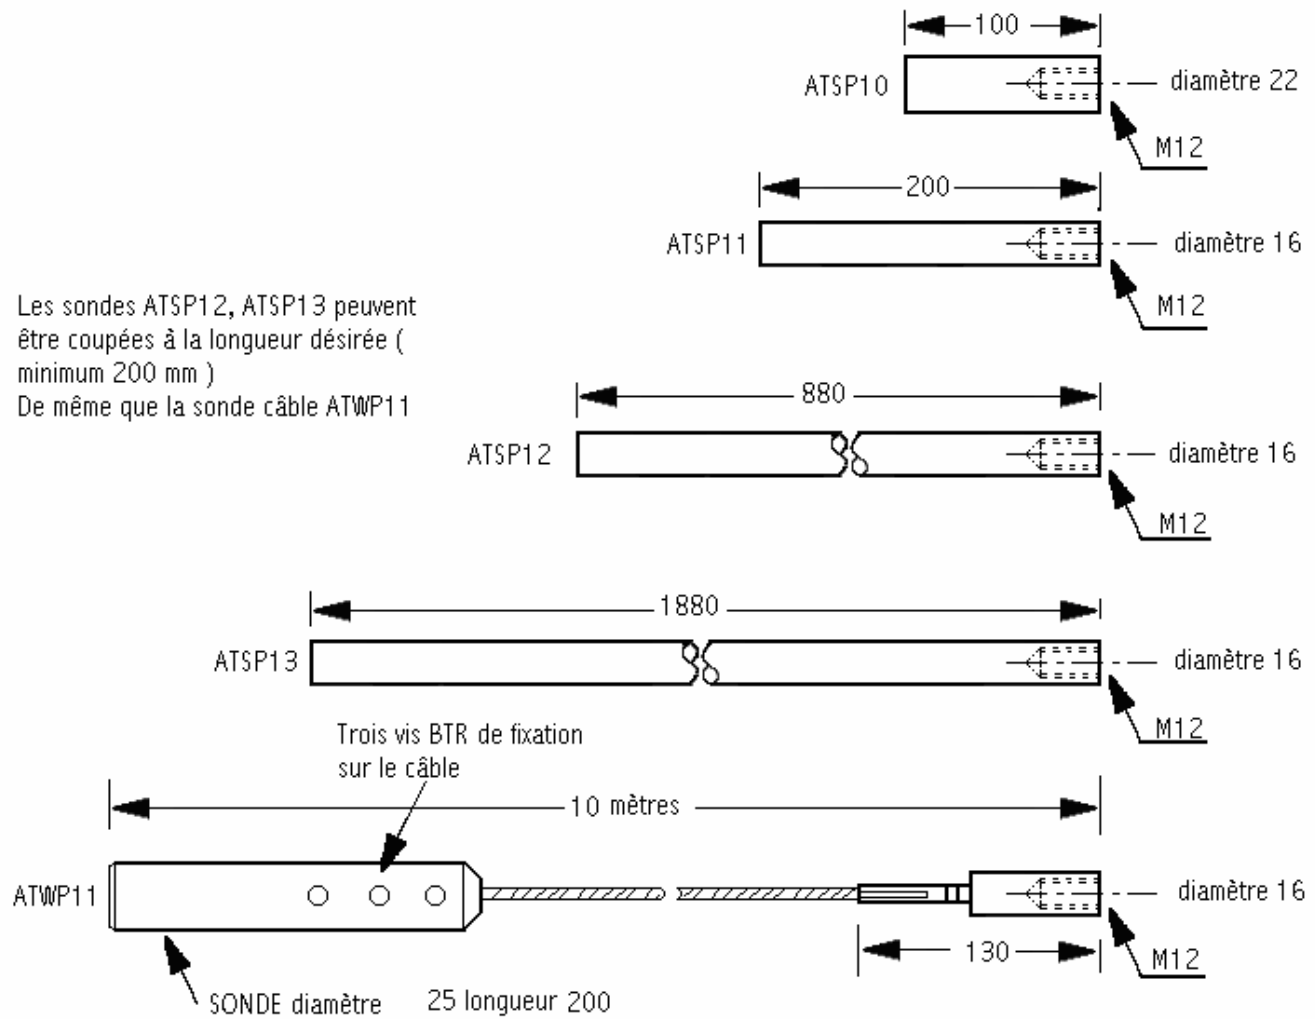 100
ATSP10
diamètre 22
M12
200
ATSP11
diamètre 16
M12
Les sondes ATSP12, ATSP13 peuvent
être coupées à la longueur désirée (
minimum 200 mm )
De même que la sonde câble ATWP11
880
ATSP12
diamètre 16
M12
1880
ATSP13
diamètre 16
M12
Trois vis BTR de fixation
sur le câble
10 mètres
ATWP11
diamètre 16
130
M12
SONDE diamètre 25 longueur 200